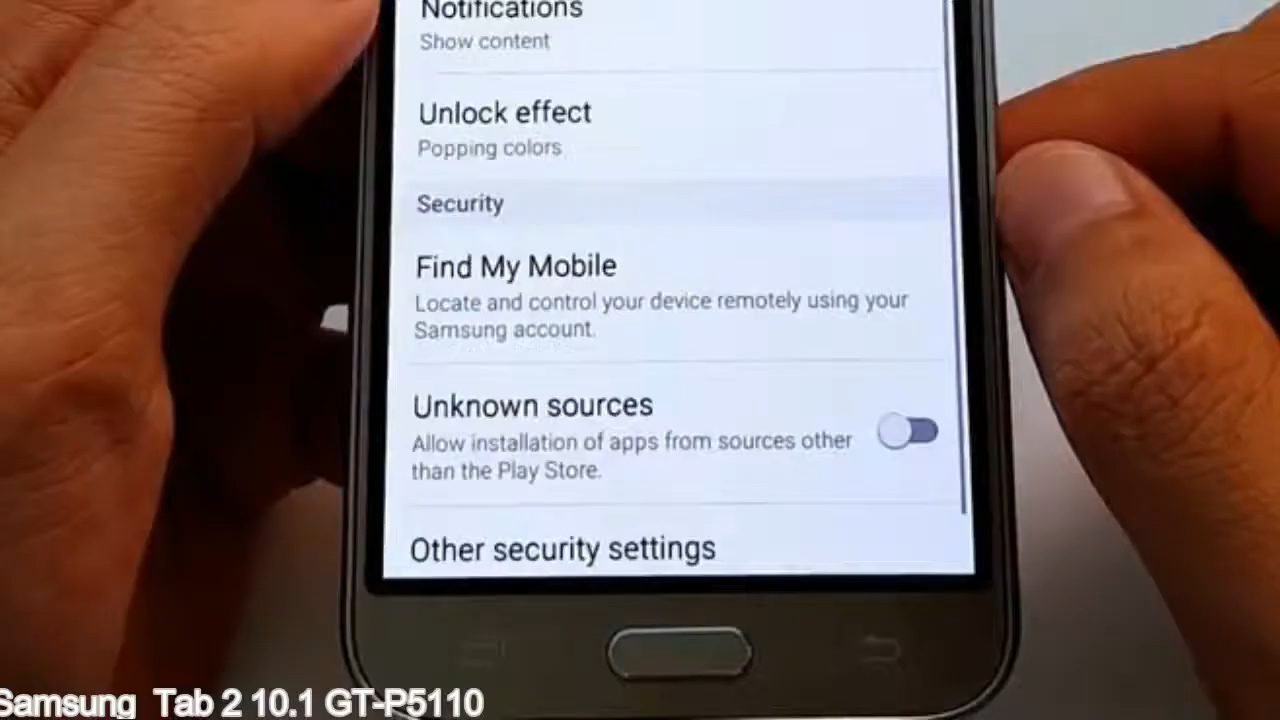 Notifications
Show content
Unlock effect
Popping colors
Security
Find My Mobile
Locate and control your device remotely using your
Samsung account.
Unknown sources
Allow installation of apps from sources other
than the Play Store.
Other security settings
Samsung Tab 2 10.1 GT-P5110